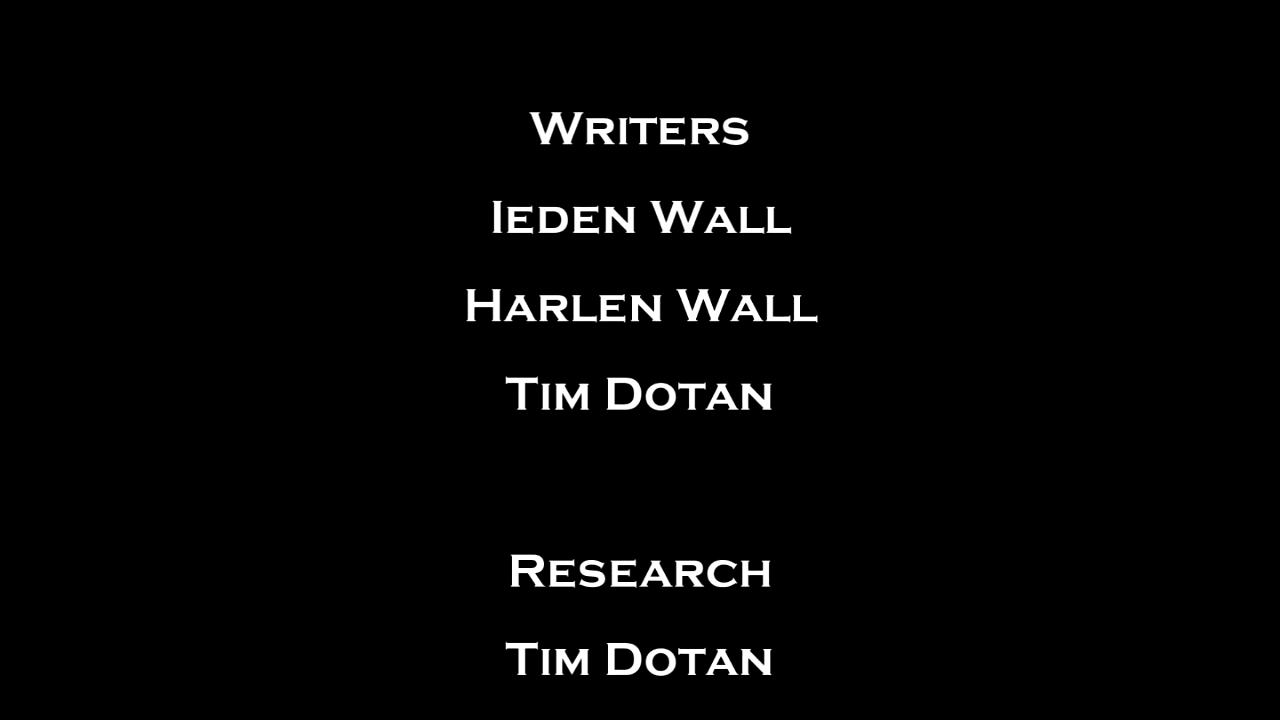 Writers
Ieden Wall
Harlen Wall
Tim Dotan
Research
Tim Dotan